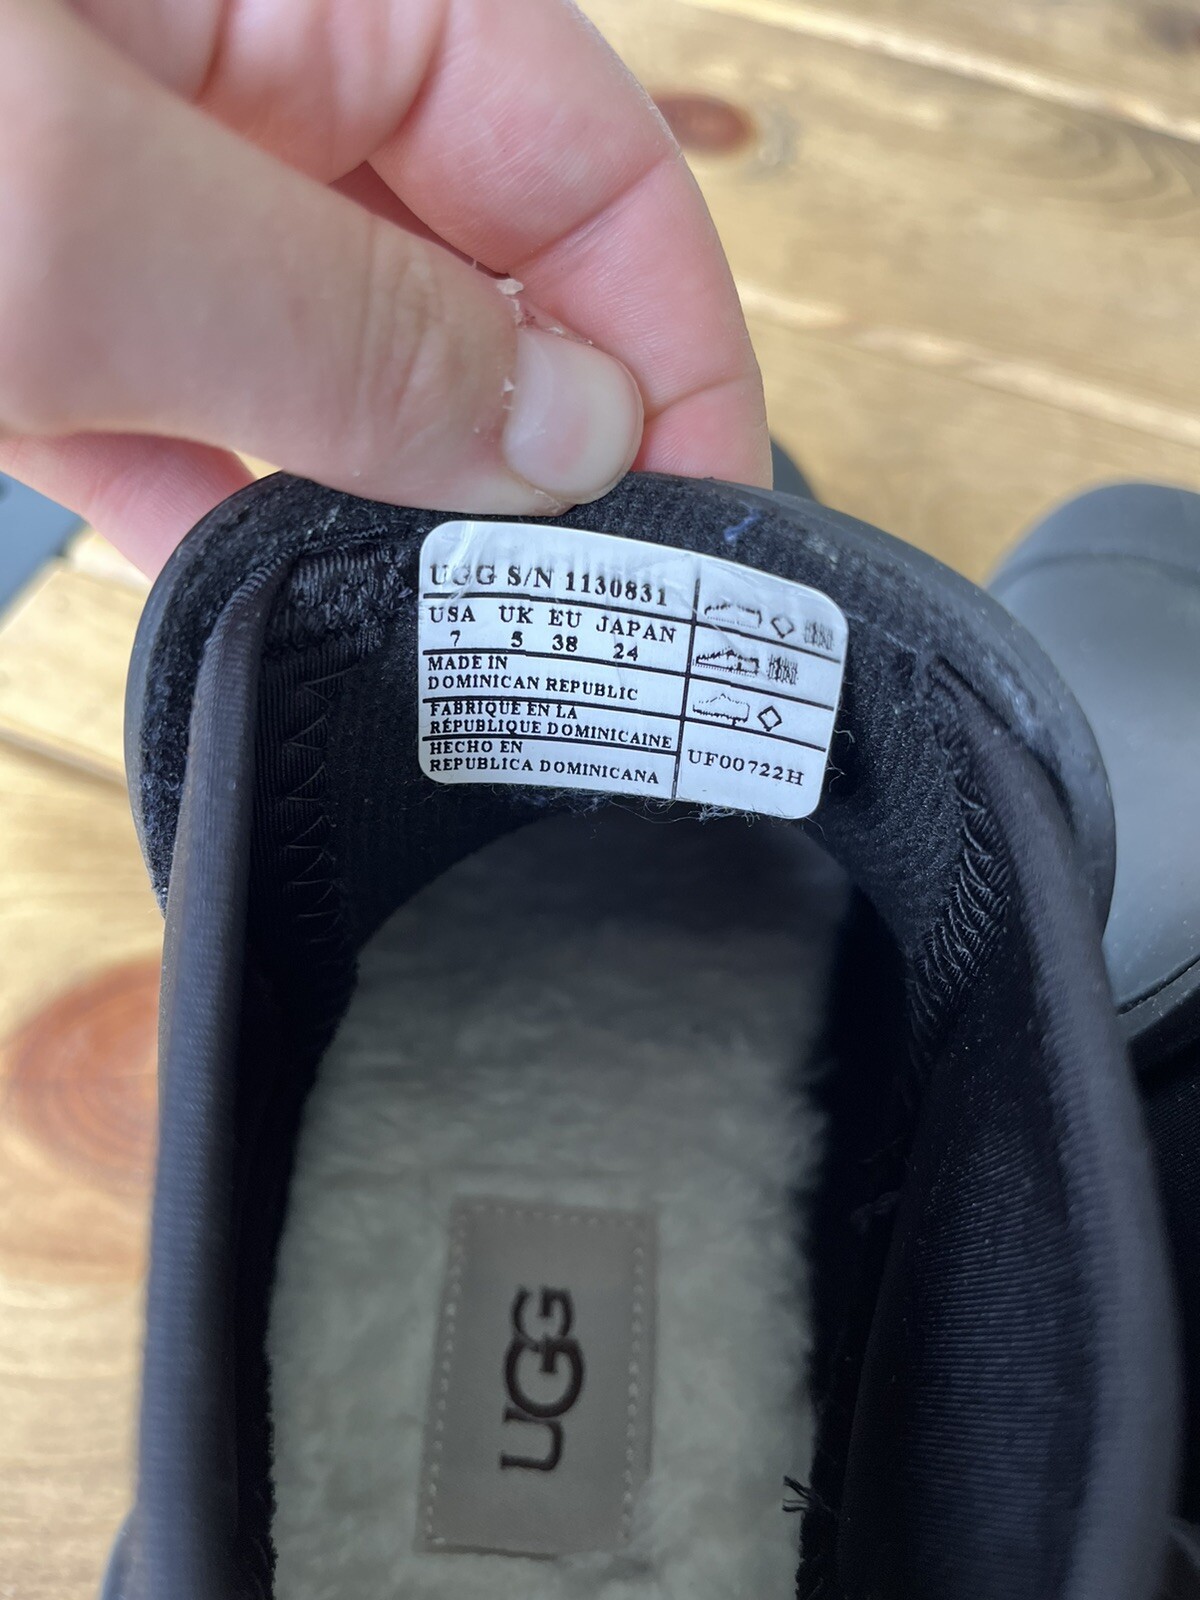 UGG S/N 1130831
USA UK EU JAPAN
7 5 38 24
MADE IN
DOMINICAN REPUBLIC
FABRIQUÉ EN LA
RÉPUBLIQUE DOMINICAINE
HECHO EN
REPUBLICA DOMINICANA
UF00722H
UGG